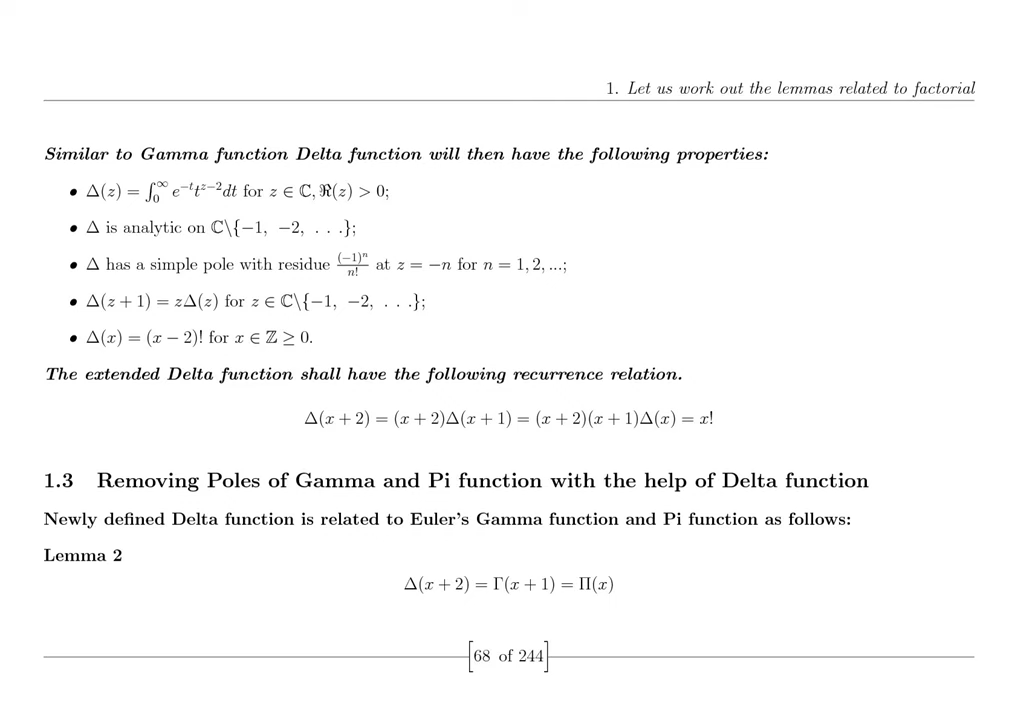 1. Let us work out the lemmas related to factorial
Similar to Gamma function Delta function will then have the following properties:
• Δ(z) = ∫₀^∞ e^{−t}t^{z−2}dt for z ∈ ℂ, ℜ(z) > 0;
• Δ is analytic on ℂ\{−1, −2, . . .};
• Δ has a simple pole with residue (−1)^n/n! at z = −n for n = 1, 2, ...;
• Δ(z + 1) = zΔ(z) for z ∈ ℂ\{−1, −2, . . .};
• Δ(x) = (x − 2)! for x ∈ ℤ ≥ 0.
The extended Delta function shall have the following recurrence relation.
Δ(x + 2) = (x + 2)Δ(x + 1) = (x + 2)(x + 1)Δ(x) = x!
1.3 Removing Poles of Gamma and Pi function with the help of Delta function
Newly defined Delta function is related to Euler's Gamma function and Pi function as follows:
Lemma 2
Δ(x + 2) = Γ(x + 1) = Π(x)
[68 of 244]